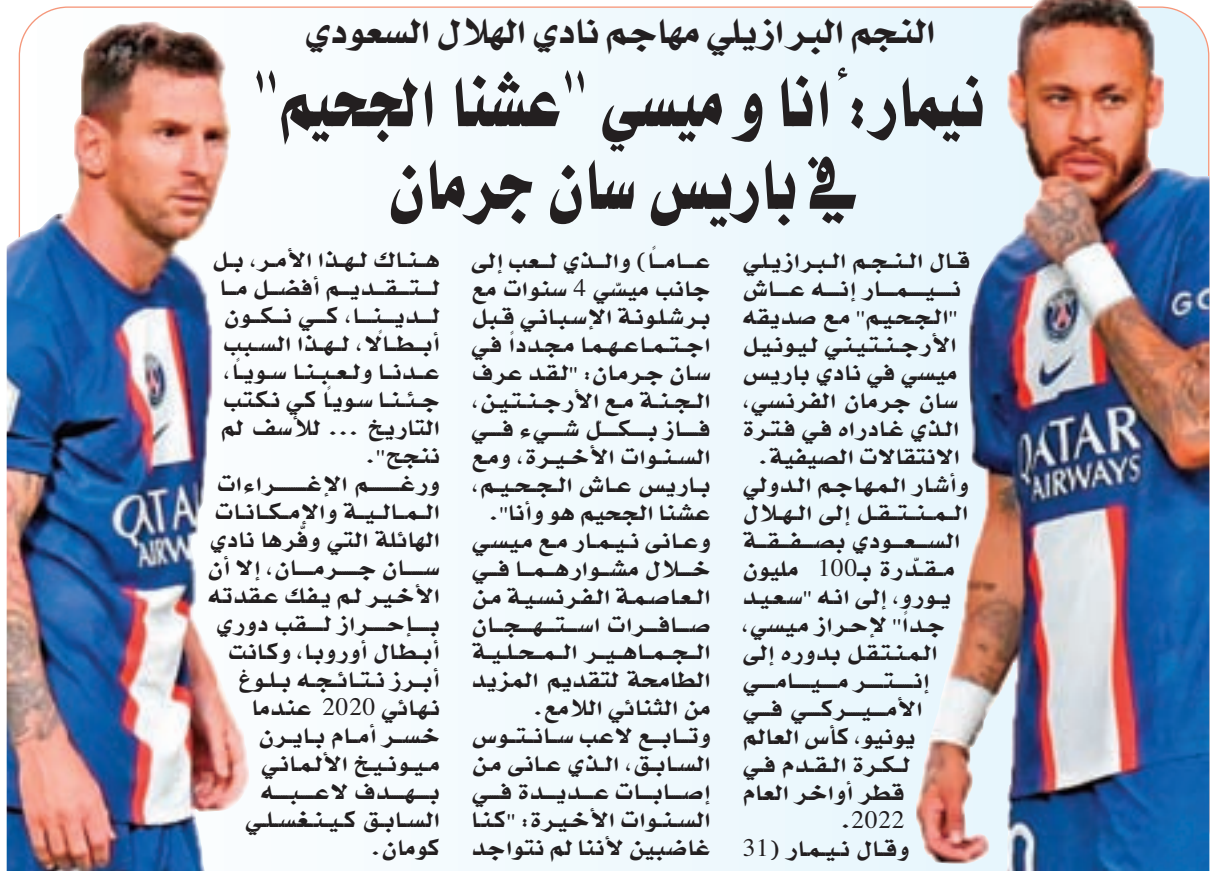 النجم البرازيلي مهاجم نادي الهلال السعودي
نيمار: أنا و ميسي "عشنا الجحيم"
في باريس سان جرمان
قال النجم البرازيلي
نيمار إنه عاش
"الجحيم" مع صديقه
الأرجنتيني ليونيل
ميسي في نادي باريس
سان جرمان الفرنسي،
الذي غادراه في فترة
الانتقالات الصيفية.
وأشار المهاجم الدولي
المنتقل إلى الهلال
السعودي بصفقة
مقدّرة بـ100 مليون
يورو، إلى انه "سعيد
جداً" لإحراز ميسي،
المنتقل بدوره إلى
إنتر ميامي
الأميركي في
يونيو، كأس العالم
لكرة القدم في
قطر أواخر العام
2022.
وقال نيمار (31
عاماً) والذي لعب إلى
جانب ميسّي 4 سنوات مع
برشلونة الإسباني قبل
اجتماعهما مجدداً في
سان جرمان: "لقد عرف
الجنة مع الأرجنتين،
فاز بكل شيء في
السنوات الأخيرة، ومع
باريس عاش الجحيم،
عشنا الجحيم هو وأنا".
وعانى نيمار مع ميسي
خلال مشوارهما في
العاصمة الفرنسية من
صافرات استهجان
الجماهير المحلية
الطامحة لتقديم المزيد
من الثنائي اللامع.
وتابع لاعب سانتوس
السابق، الذي عانى من
إصابات عديدة في
السنوات الأخيرة: "كنا
غاضبين لأننا لم نتواجد
هناك لهذا الأمر، بل
لتقديم أفضل ما
لدينا، كي نكون
أبطالًا، لهذا السبب
عدنا ولعبنا سوياً،
جئنا سوياً كي نكتب
التاريخ ... للأسف لم
ننجح".
ورغم الإغراءات
المالية والإمكانات
الهائلة التي وفّرها نادي
سان جرمان، إلا أن
الأخير لم يفك عقدته
بإحراز لقب دوري
أبطال أوروبا، وكانت
أبرز نتائجه بلوغ
نهائي 2020 عندما
خسر أمام بايرن
ميونيخ الألماني
بهدف لاعبه
السابق كينغسلي
كومان.
QATA
AIRW
GO
QATAR
AIRWAYS